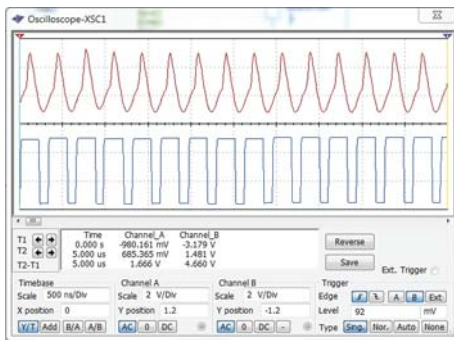 Oscilloscope-XSC1
Time Channel_A Channel_B
T1 0.000 s -980.161 mV -3.179 V
T2 5.000 us 685.365 mV 1.481 V
T2-T1 5.000 us 1.666 V 4.660 V
Reverse
Save
Ext. Trigger
Timebase Channel A Channel B Trigger
Scale 500 ns/Div Scale 2 V/Div Scale 2 V/Div Edge A B Ext
X position 0 Y position 1.2 Y position -1.2 Level 92 mV
Y/T Add B/A A/B AC 0 DC AC 0 DC - Type Sing. Nor. Auto None